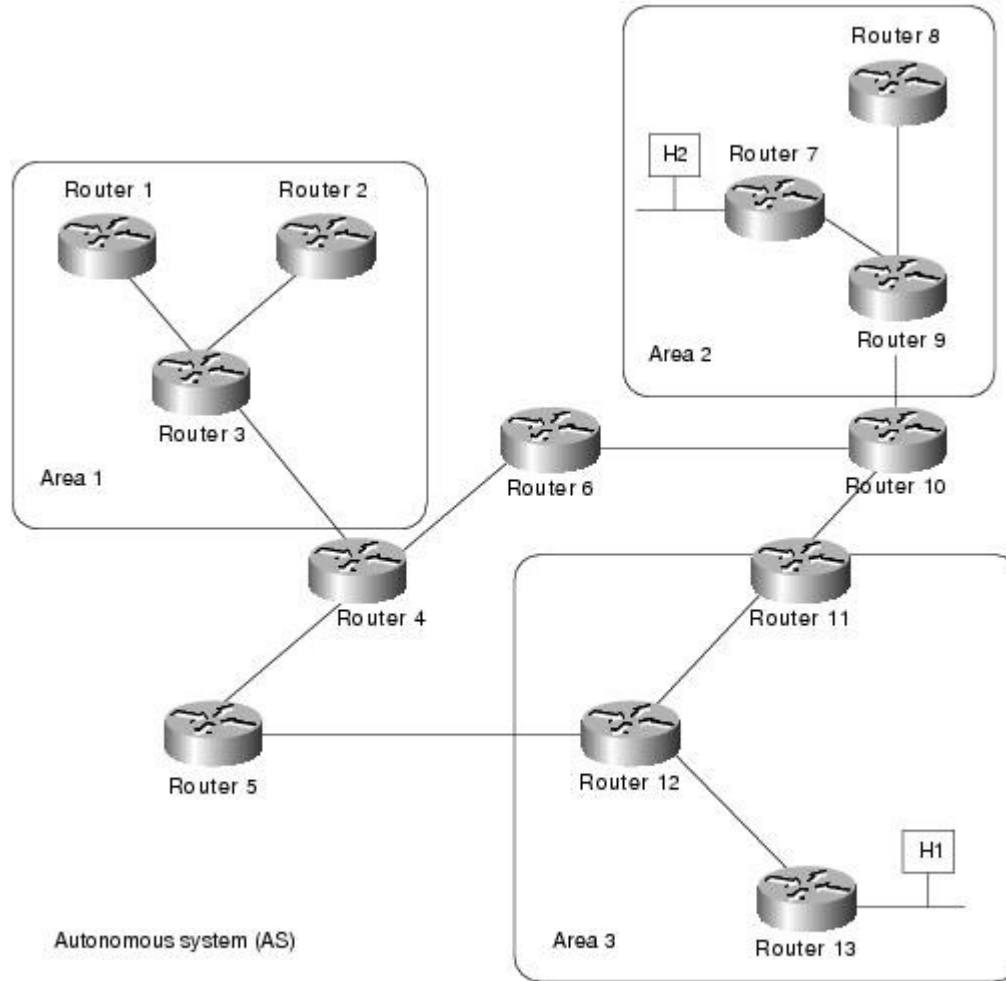 Router 8
H2
Router 7
Router 1
Router 2
Router 9
Area 2
Router 3
Area 1
Router 6
Router 10
Router 4
Router 11
Router 5
Router 12
H1
Autonomous system (AS)
Area 3
Router 13